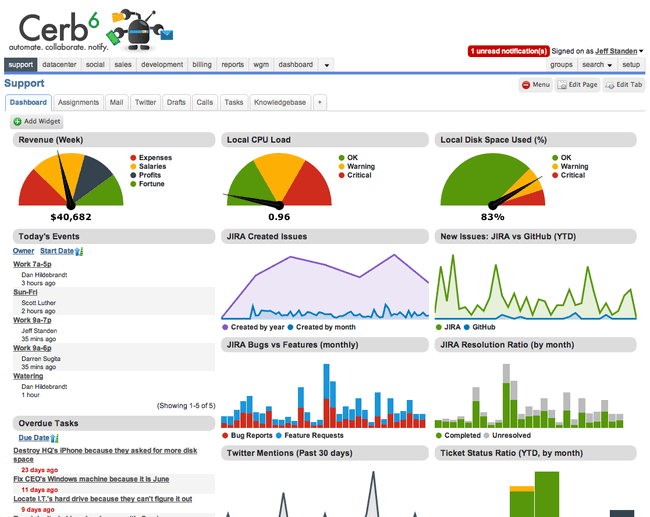 Cerb6
automate. collaborate. notify.
1 unread notification(s) Signed on as Jeff Standen
support datacenter social sales development billing reports wgm dashboard groups search setup
Support
Menu Edit Page Edit Tab
Dashboard Assignments Mail Twitter Drafts Calls Tasks Knowledgebase +
Add Widget
Revenue (Week)
Expenses
Salaries
Profits
Fortune
$40,682
Local CPU Load
OK
Warning
Critical
0.96
Local Disk Space Used (%)
OK
Warning
Critical
83%
Today's Events
Owner Start Date
Work 7a-5p
Dan Hildebrandt
3 hours ago
Sun-Fri
Scott Luther
2 hours ago
Work 9a-7p
Jeff Standen
35 mins ago
Work 9a-6p
Darren Sugita
35 mins ago
Watering
Dan Hildebrandt
1 hour
(Showing 1-5 of 5)
JIRA Created Issues
Created by year Created by month
New Issues: JIRA vs GitHub (YTD)
JIRA GitHub
JIRA Bugs vs Features (monthly)
Bug Reports Feature Requests
JIRA Resolution Ratio (by month)
Completed Unresolved
Overdue Tasks
Due Date
Destroy HQ's iPhone because they asked for more disk
space
23 days ago
Fix CEO's Windows machine because it is June
11 days ago
Locate I.T.'s hard drive because they can't figure it out
9 days ago
Twitter Mentions (Past 30 days)
Ticket Status Ratio (YTD, by month)